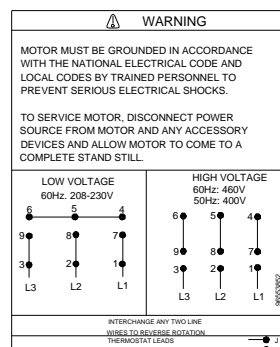 ⚠ WARNING
MOTOR MUST BE GROUNDED IN ACCORDANCE
WITH THE NATIONAL ELECTRICAL CODE AND
LOCAL CODES BY TRAINED PERSONNEL TO
PREVENT SERIOUS ELECTRICAL SHOCKS.
TO SERVICE MOTOR, DISCONNECT POWER
SOURCE FROM MOTOR AND ANY ACCESSORY
DEVICES AND ALLOW MOTOR TO COME TO A
COMPLETE STAND STILL.
LOW VOLTAGE
60Hz. 208-230V
6 5 4
9 8 7
3 2 1
L3 L2 L1
HIGH VOLTAGE
60Hz: 460V
50Hz: 400V
6 5 4
9 8 7
3 2 1
L3 L2 L1
INTERCHANGE ANY TWO LINE
WIRES TO REVERSE ROTATION
THERMOSTAT LEADS